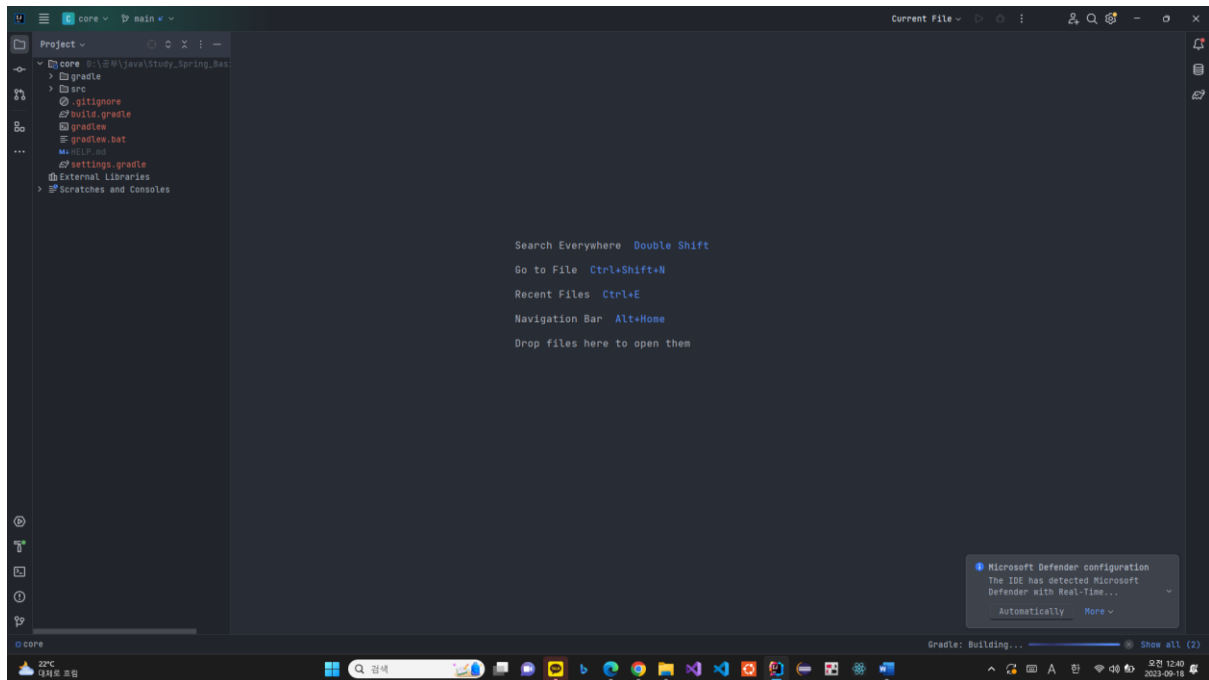 C core main
Current File
Project
core D:\공부\java\Study_Spring_Bas
gradle
src
.gitignore
build.gradle
gradlew
gradlew.bat
M↓ HELP.md
settings.gradle
External Libraries
Scratches and Consoles
Search Everywhere Double Shift
Go to File Ctrl+Shift+N
Recent Files Ctrl+E
Navigation Bar Alt+Home
Drop files here to open them
Microsoft Defender configuration
The IDE has detected Microsoft
Defender with Real-Time...
Automatically More
core
Gradle: Building... Show all (2)
22°C
대체로 흐림
검색
A 한
오전 12:40
2023-09-18